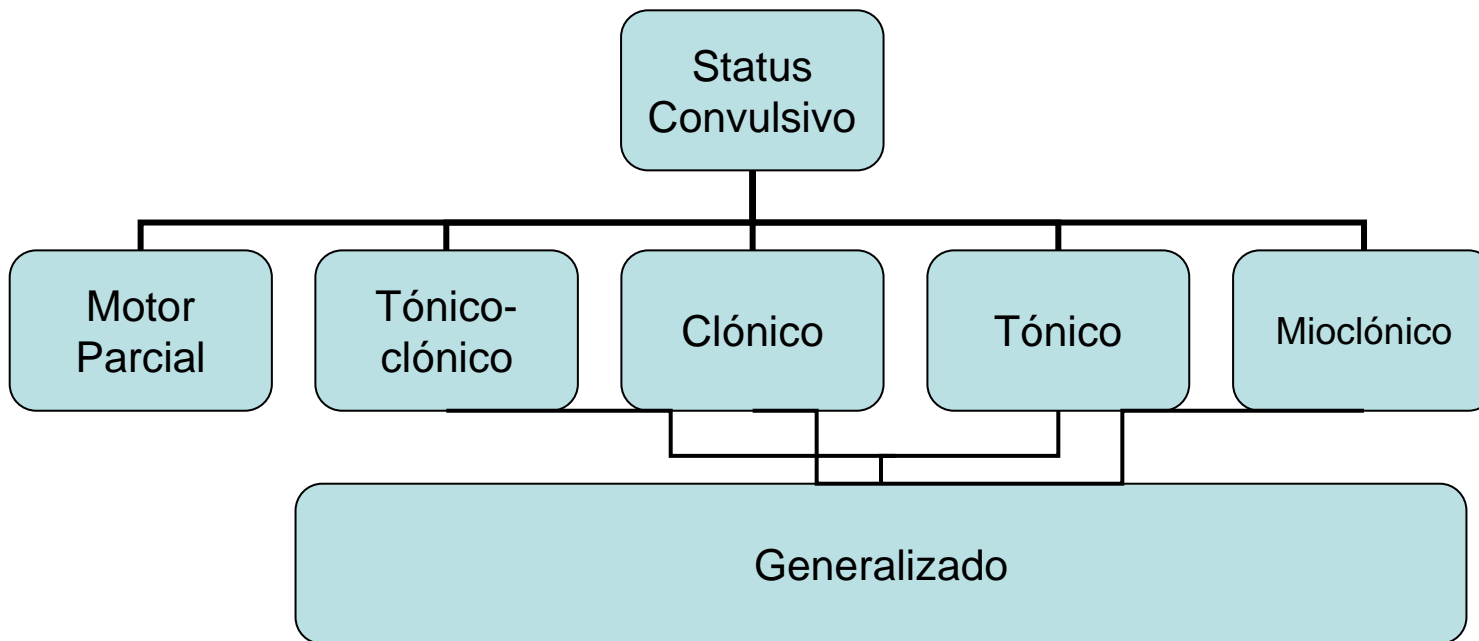 Status
Convulsivo
Motor
Parcial
Tónico-
clónico
Clónico
Tónico
Mioclónico
Generalizado